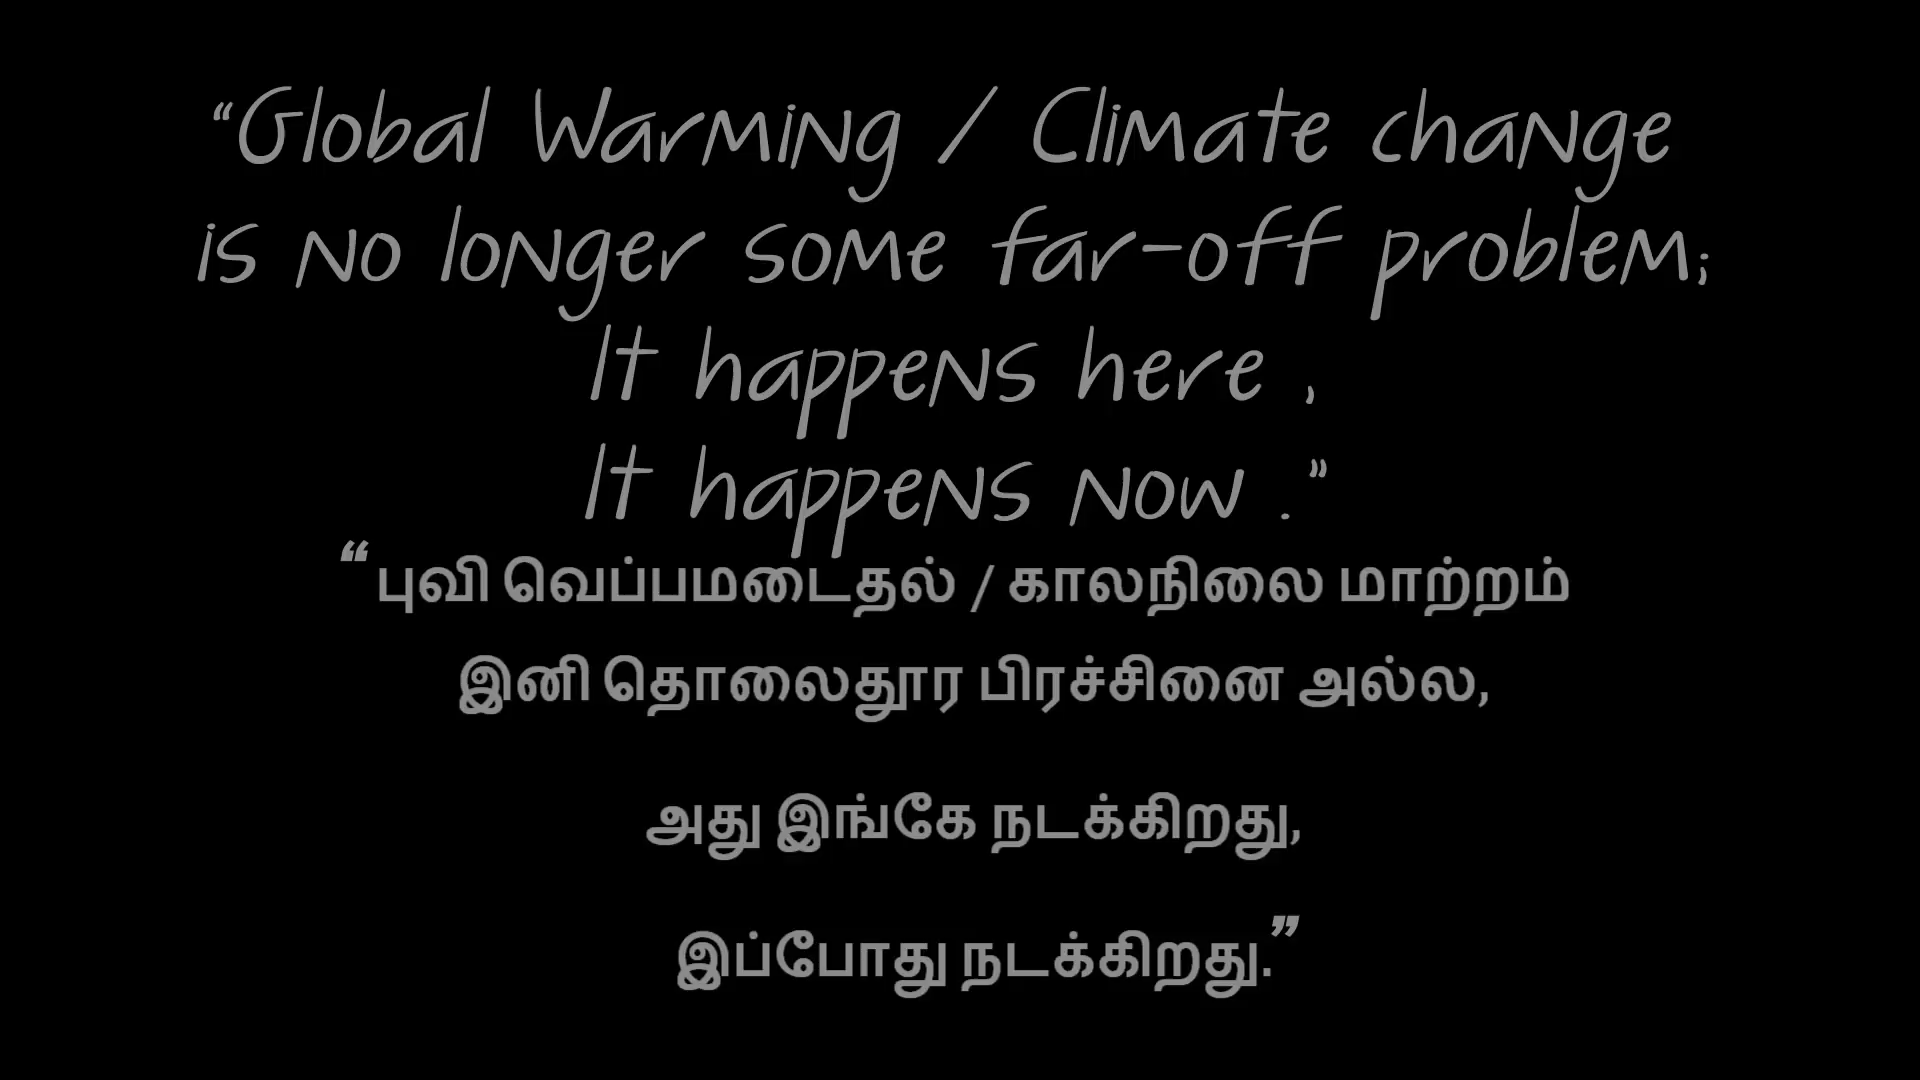 “Global Warming / Climate change
is no longer some far-off problem;
It happens here ,
It happens now .”
“புவி வெப்பமடைதல் / காலநிலை மாற்றம்
இனி தொலைதூர பிரச்சினை அல்ல,
அது இங்கே நடக்கிறது,
இப்போது நடக்கிறது.”